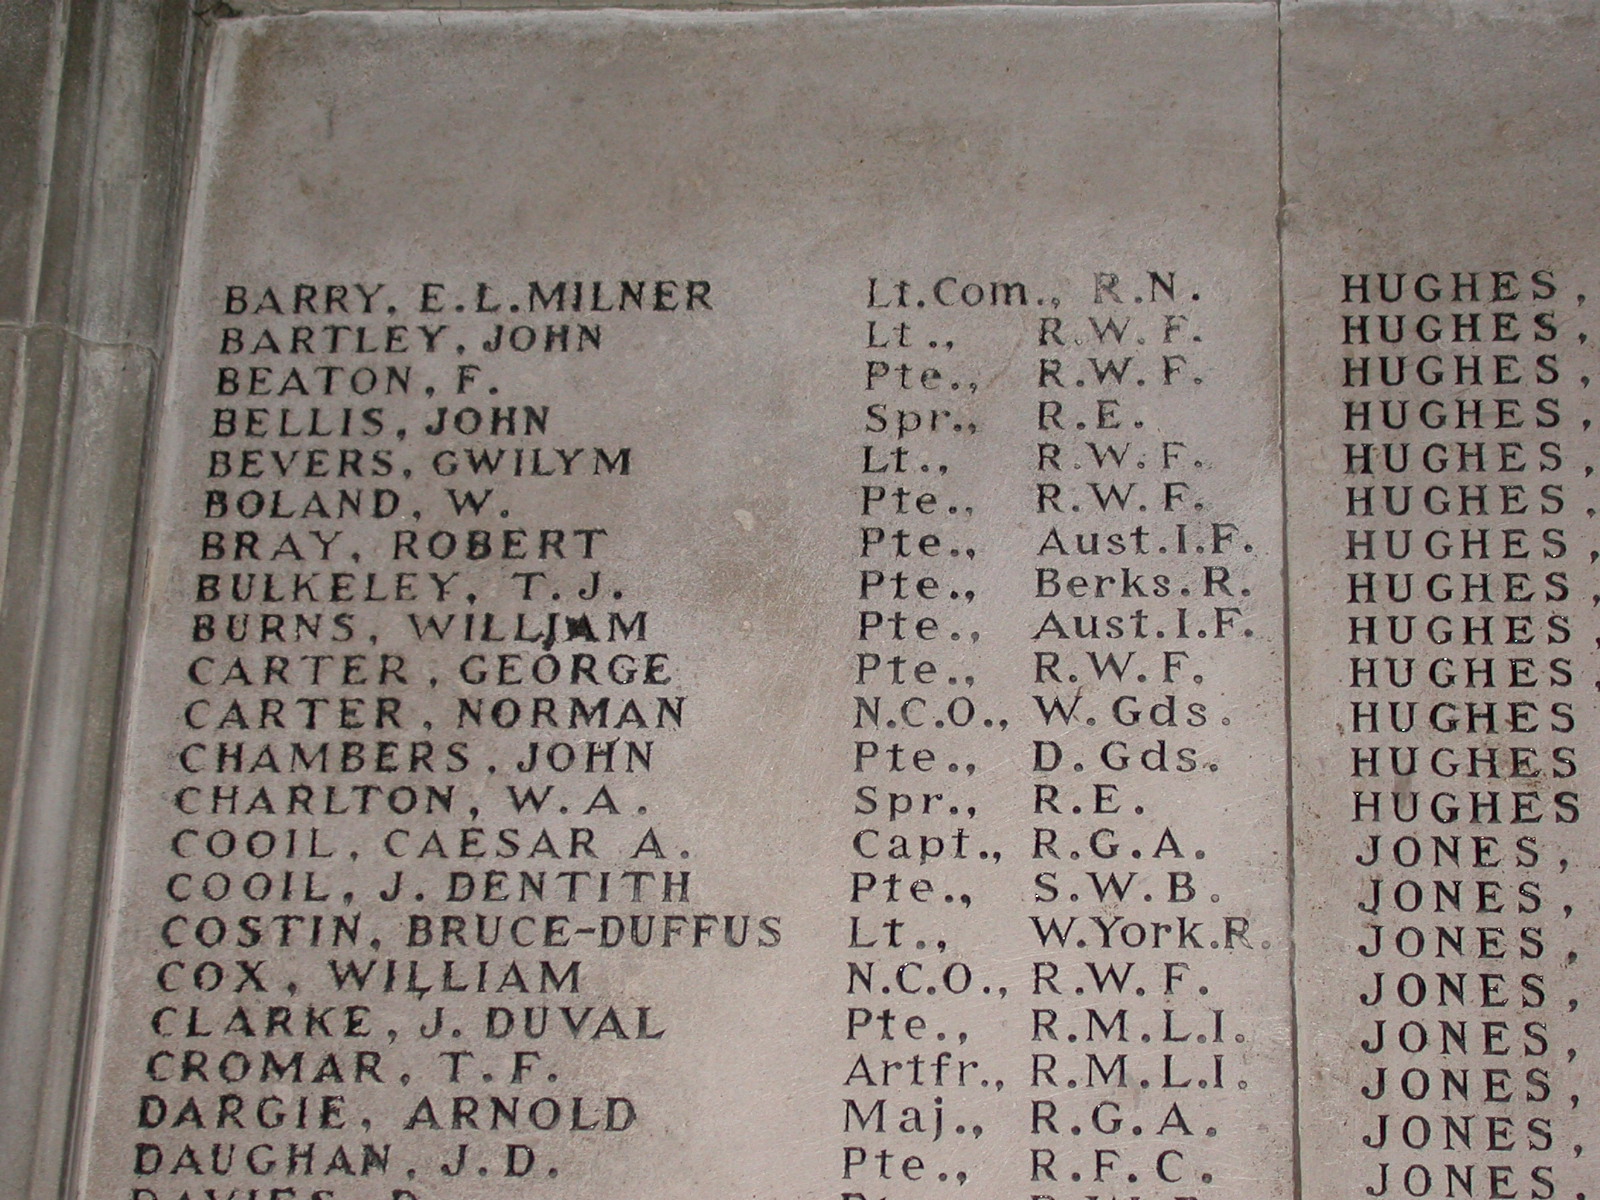 BARRY, E.L.MILNER Lt.Com., R.N.
BARTLEY, JOHN Lt., R.W.F.
BEATON, F. Pte., R.W.F.
BELLIS, JOHN Spr., R.E.
BEVERS, GWILYM Lt., R.W.F.
BOLAND, W. Pte., R.W.F.
BRAY, ROBERT Pte., Aust.I.F.
BULKELEY, T.J. Pte., Berks.R.
BURNS, WILLIAM Pte., Aust.I.F.
CARTER, GEORGE Pte., R.W.F.
CARTER, NORMAN N.C.O., W.Gds.
CHAMBERS, JOHN Pte., D.Gds.
CHARLTON, W.A. Spr., R.E.
COOIL, CAESAR A. Capt., R.G.A.
COOIL, J. DENTITH Pte., S.W.B.
COSTIN, BRUCE-DUFFUS Lt., W.York.R.
COX, WILLIAM N.C.O., R.W.F.
CLARKE, J. DUVAL Pte., R.M.L.I.
CROMAR, T.F. Artfr., R.M.L.I.
DARGIE, ARNOLD Maj., R.G.A.
DAUGHAN, J.D. Pte., R.F.C.
HUGHES,
HUGHES,
HUGHES,
HUGHES,
HUGHES,
HUGHES,
HUGHES,
HUGHES,
HUGHES,
HUGHES,
HUGHES
HUGHES
HUGHES
JONES,
JONES,
JONES,
JONES,
JONES,
JONES,
JONES,
JONES,